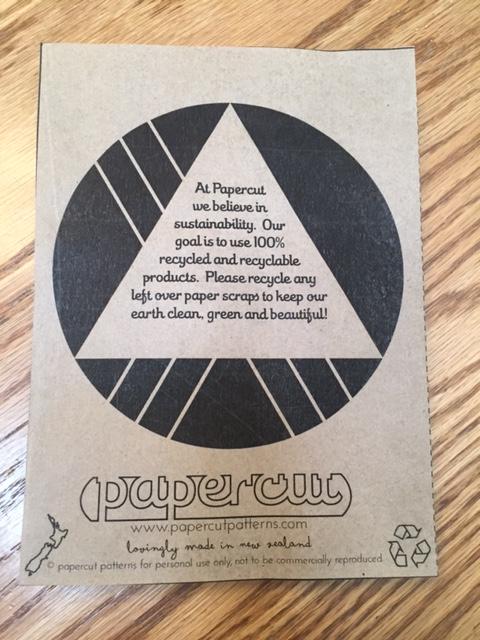 At Papercut
we believe in
sustainability. Our
goal is to use 100%
recycled and recyclable
products. Please recycle any
left over paper scraps to keep our
earth clean, green and beautiful!
papercut
www.papercutpatterns.com
lovingly made in new zealand
© papercut patterns for personal use only, not to be commercially reproduced